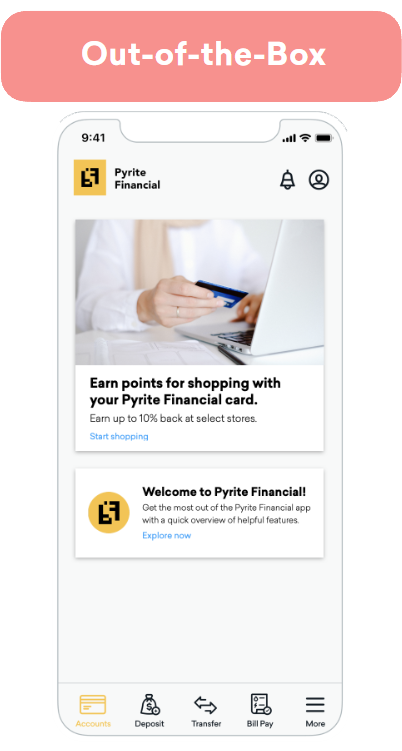 Out-of-the-Box
9:41
Pyrite
Financial
Earn points for shopping with
your Pyrite Financial card.
Earn up to 10% back at select stores.
Start shopping
Welcome to Pyrite Financial!
Get the most out of the Pyrite Financial app
with a quick overview of helpful features.
Explore now
Accounts
Deposit
Transfer
Bill Pay
More